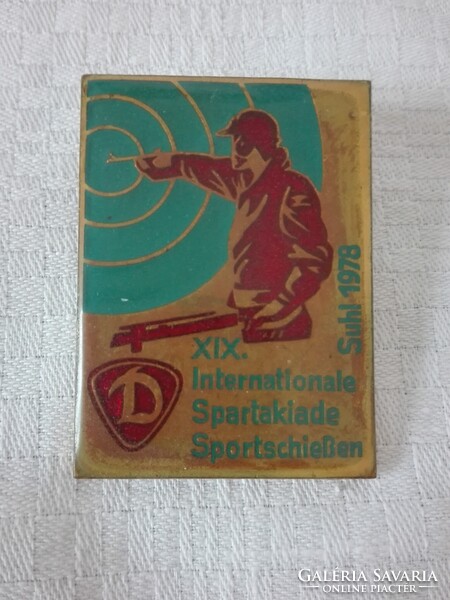 Suhl 1978
XIX.
Internationale
Spartakiade
Sportschießen
D
GALÉRIA SAVARIA
ONLINE PIACTÉR